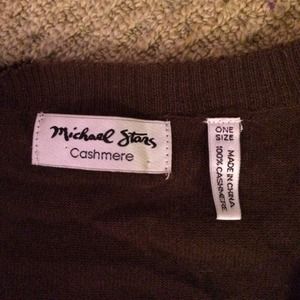 Michael Stars
Cashmere
ONE
SIZE
MADE IN CHINA
100% CASHMERE